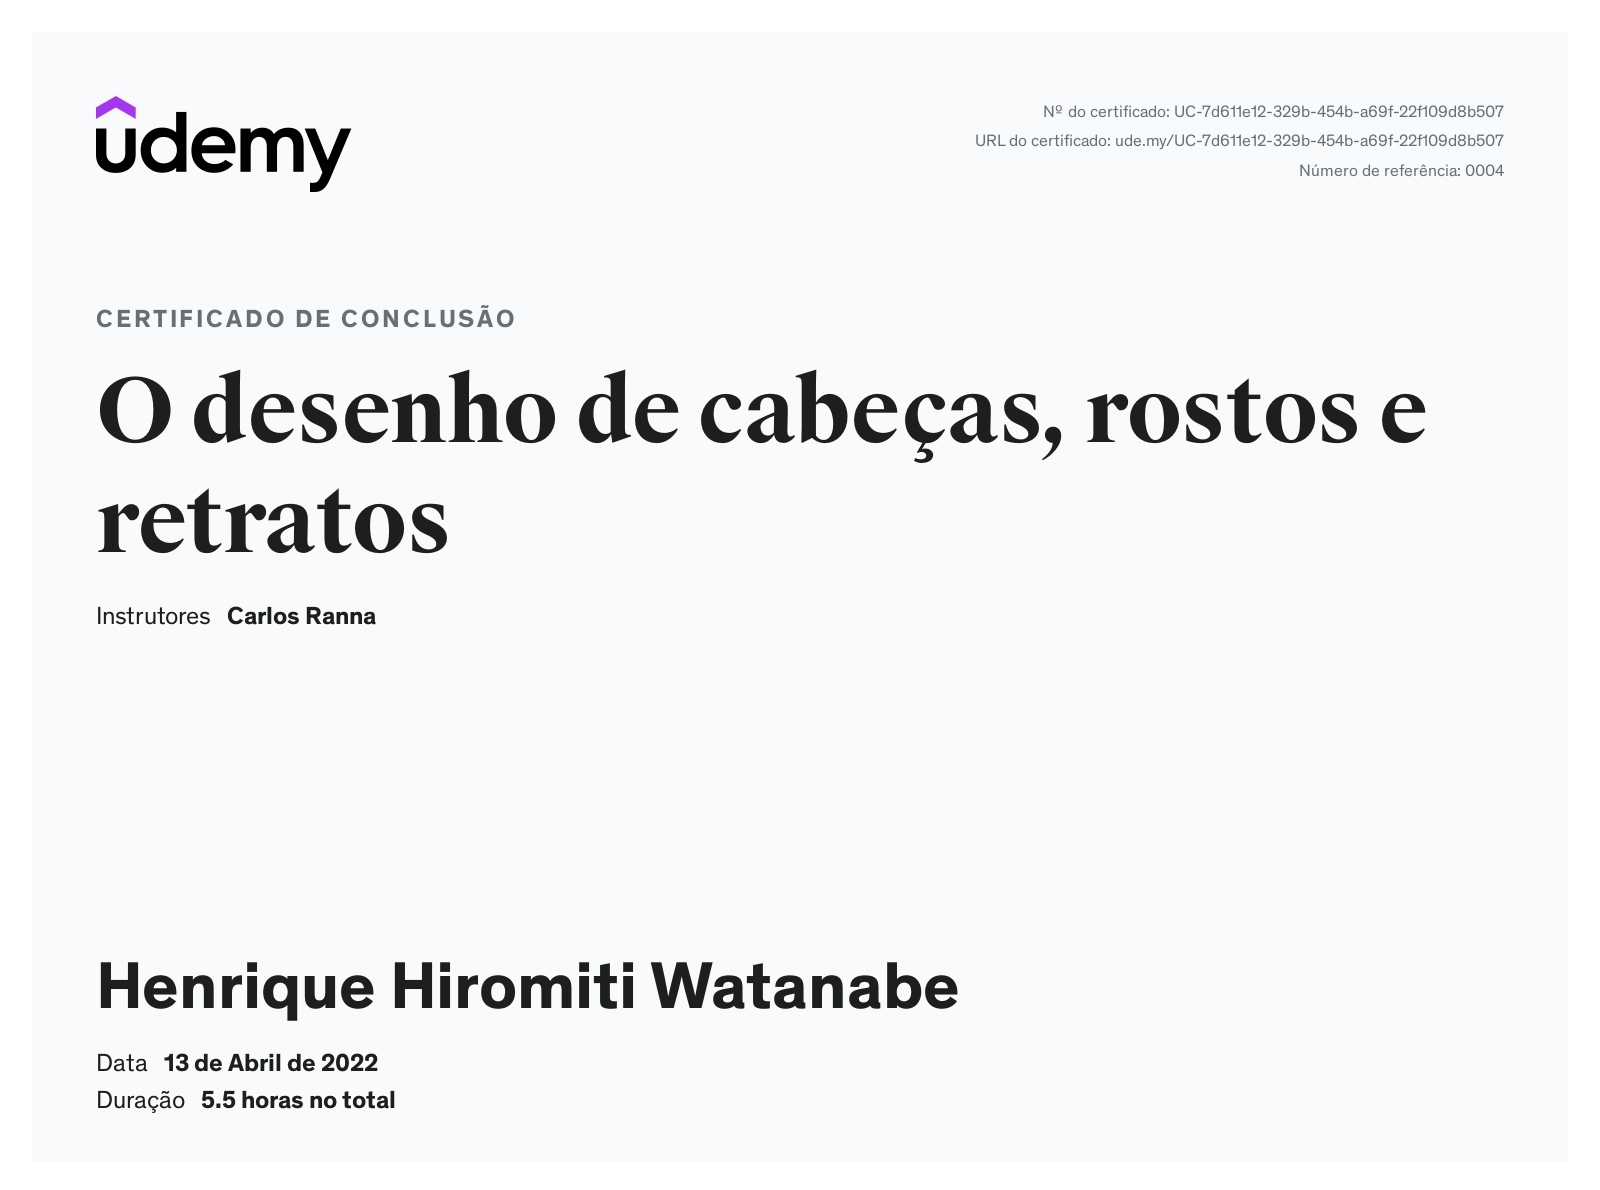 udemy
Nº do certificado: UC-7d611e12-329b-454b-a69f-22f109d8b507
URL do certificado: ude.my/UC-7d611e12-329b-454b-a69f-22f109d8b507
Número de referência: 0004
CERTIFICADO DE CONCLUSÃO
O desenho de cabeças, rostos e
retratos
Instrutores Carlos Ranna
Henrique Hiromiti Watanabe
Data 13 de Abril de 2022
Duração 5.5 horas no total